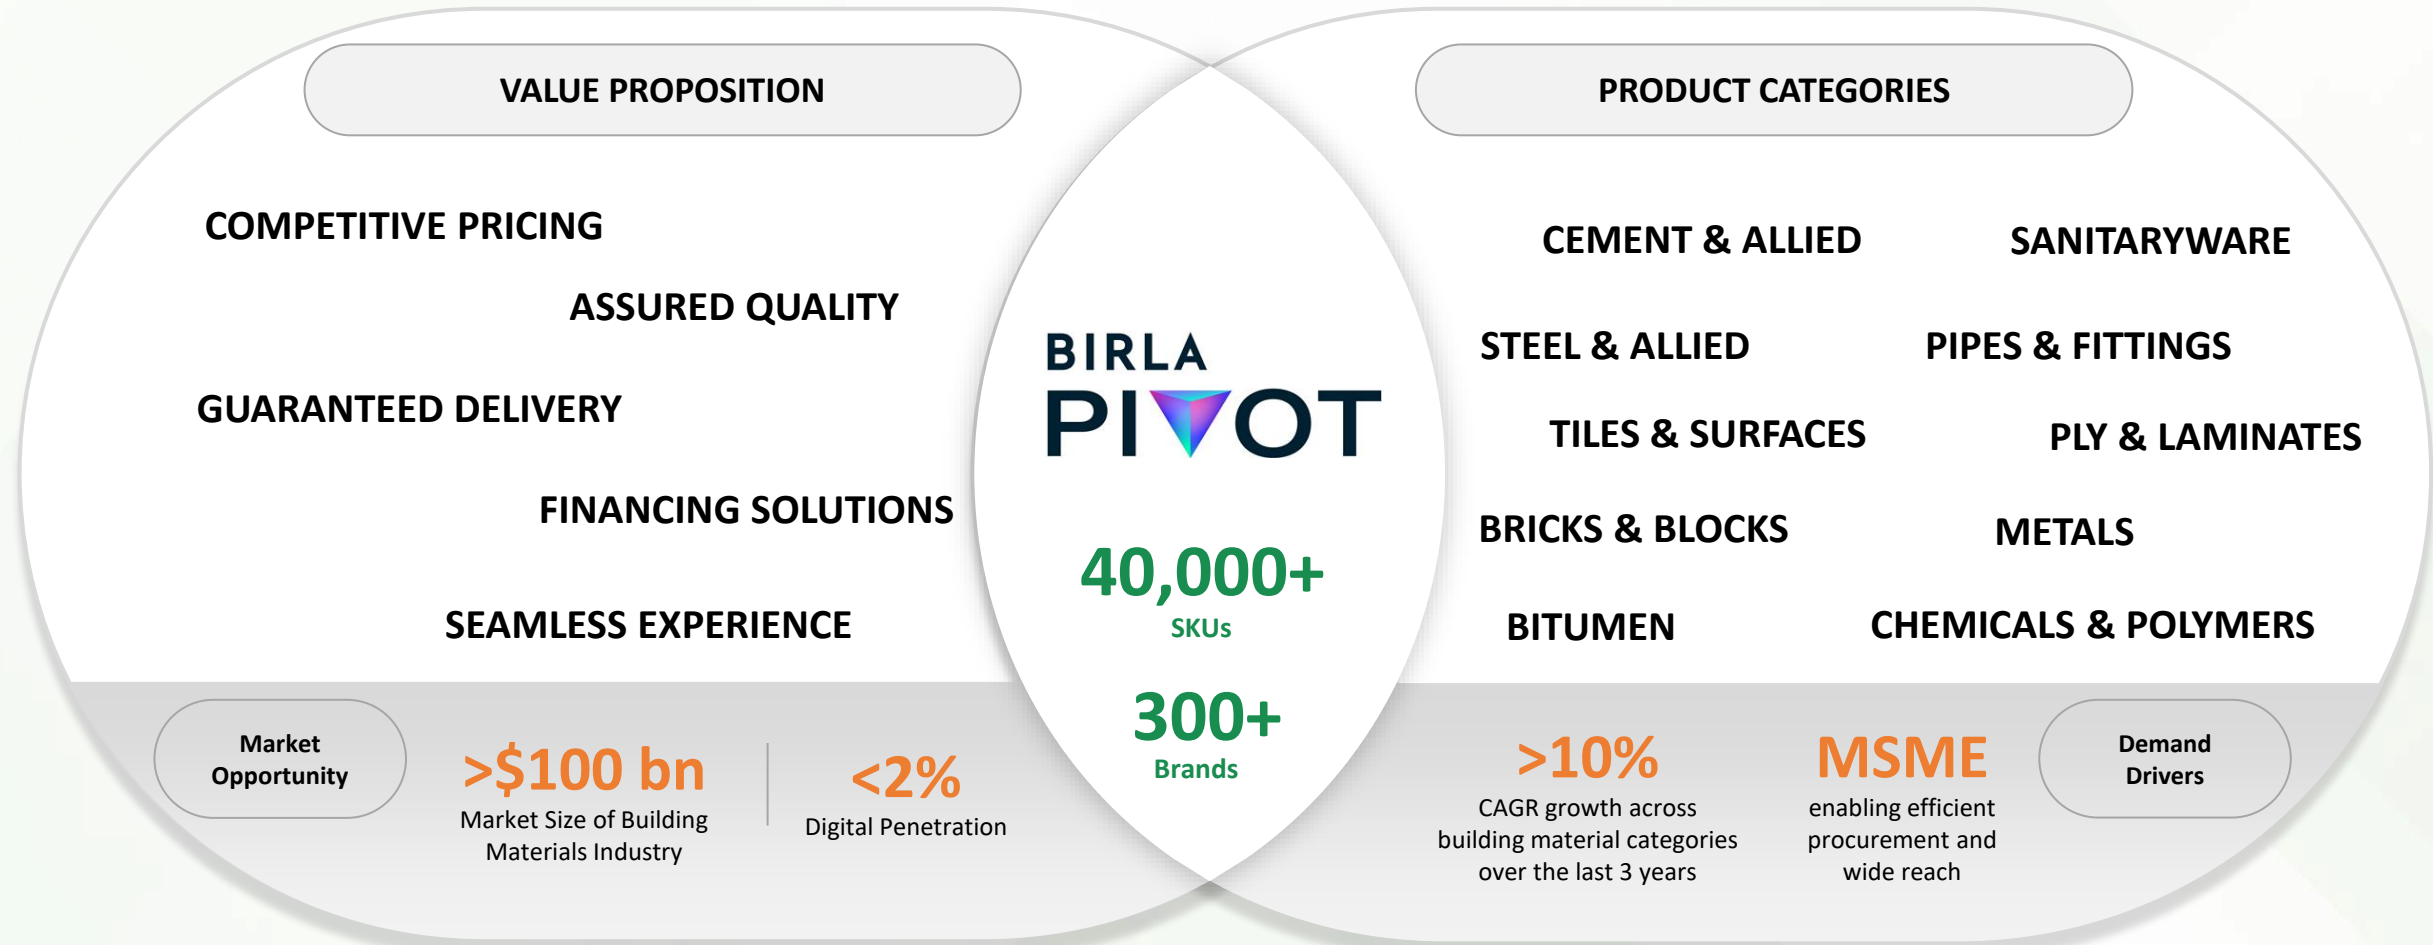 VALUE PROPOSITION
COMPETITIVE PRICING
ASSURED QUALITY
GUARANTEED DELIVERY
FINANCING SOLUTIONS
SEAMLESS EXPERIENCE
Market
Opportunity
>$100 bn
Market Size of Building
Materials Industry
<2%
Digital Penetration
BIRLA
PIVOT
40,000+
SKUs
300+
Brands
PRODUCT CATEGORIES
CEMENT & ALLIED
SANITARYWARE
STEEL & ALLIED
PIPES & FITTINGS
TILES & SURFACES
PLY & LAMINATES
BRICKS & BLOCKS
METALS
BITUMEN
CHEMICALS & POLYMERS
>10%
CAGR growth across
building material categories
over the last 3 years
MSME
enabling efficient
procurement and
wide reach
Demand
Drivers